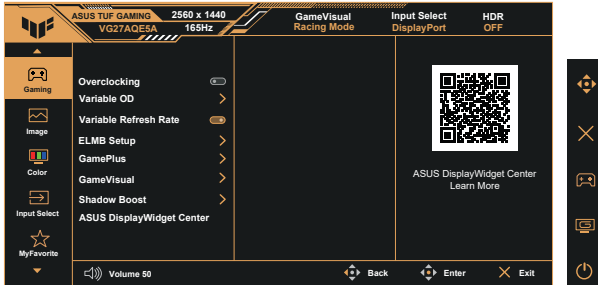 ASUS TUF GAMING 2560 x 1440
VG27AQE5A 165Hz
GameVisual
Racing Mode
Input Select
DisplayPort
HDR
OFF
Gaming
Image
Color
Input Select
MyFavorite
Overclocking
Variable OD
Variable Refresh Rate
ELMB Setup
GamePlus
GameVisual
Shadow Boost
ASUS DisplayWidget Center
ASUS DisplayWidget Center
Learn More
Volume 50
Back
Enter
Exit